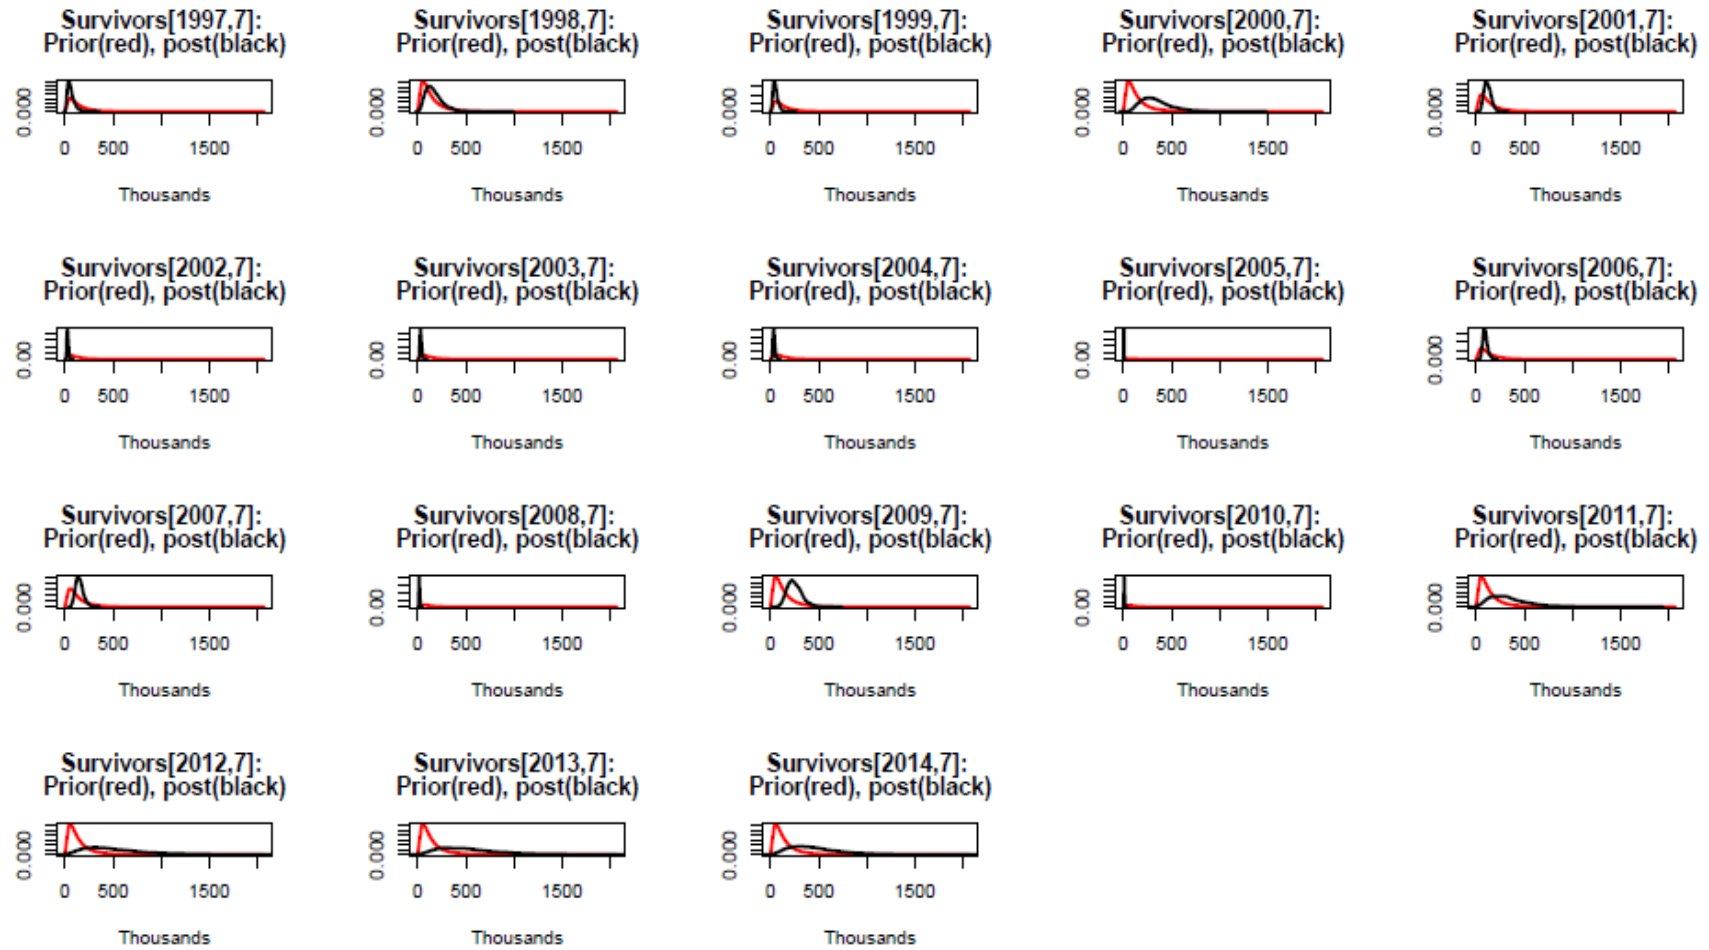 Survivors[1997,7]:
Prior(red), post(black)
0.000
0 500 1500
Thousands
Survivors[1998,7]:
Prior(red), post(black)
0.000
0 500 1500
Thousands
Survivors[1999,7]:
Prior(red), post(black)
0.000
0 500 1500
Thousands
Survivors[2000,7]:
Prior(red), post(black)
0.000
0 500 1500
Thousands
Survivors[2001,7]:
Prior(red), post(black)
0.000
0 500 1500
Thousands
Survivors[2002,7]:
Prior(red), post(black)
0.00
0 500 1500
Thousands
Survivors[2003,7]:
Prior(red), post(black)
0.00
0 500 1500
Thousands
Survivors[2004,7]:
Prior(red), post(black)
0.00
0 500 1500
Thousands
Survivors[2005,7]:
Prior(red), post(black)
0.00
0 500 1500
Thousands
Survivors[2006,7]:
Prior(red), post(black)
0.000
0 500 1500
Thousands
Survivors[2007,7]:
Prior(red), post(black)
0.000
0 500 1500
Thousands
Survivors[2008,7]:
Prior(red), post(black)
0.00
0 500 1500
Thousands
Survivors[2009,7]:
Prior(red), post(black)
0.000
0 500 1500
Thousands
Survivors[2010,7]:
Prior(red), post(black)
0.00
0 500 1500
Thousands
Survivors[2011,7]:
Prior(red), post(black)
0.000
0 500 1500
Thousands
Survivors[2012,7]:
Prior(red), post(black)
0.000
0 500 1500
Thousands
Survivors[2013,7]:
Prior(red), post(black)
0.000
0 500 1500
Thousands
Survivors[2014,7]:
Prior(red), post(black)
0.000
0 500 1500
Thousands